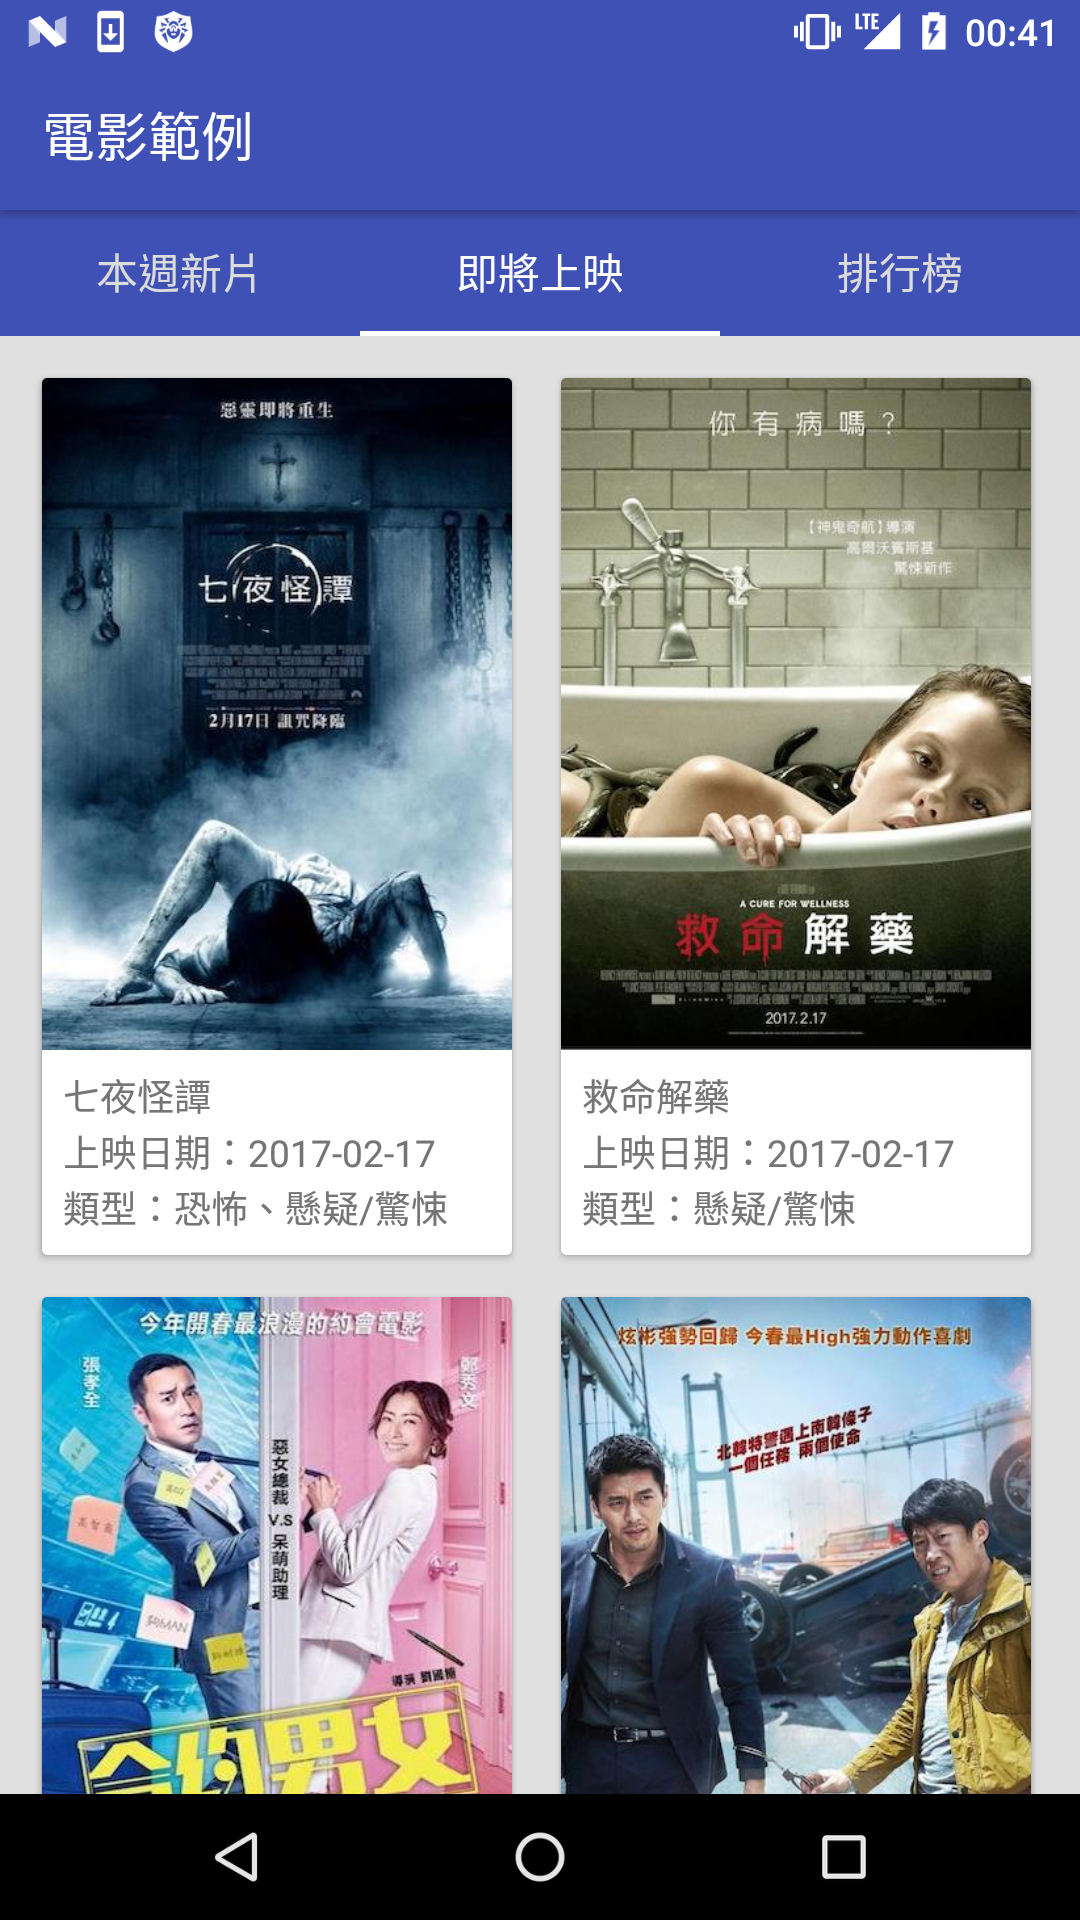 LTE
00:41
電影範例
本週新片
即將上映
排行榜
惡靈即將重生
七夜怪譚
2月17日 詛咒降臨
七夜怪譚
上映日期：2017-02-17
類型：恐怖、懸疑/驚悚
你有病嗎?
【神鬼奇航】導演
高爾沃賓斯基
驚悚新作
A CURE FOR WELLNESS
救命解藥
2017.2.17
救命解藥
上映日期：2017-02-17
類型：懸疑/驚悚
今年開春最浪漫的約會電影
張孝全
鄭秀文
惡女總裁
V.S
呆萌助理
導演 劉國楠
合約男女
炫彬強勢回歸 今春最High強力動作喜劇
北韓特警遇上南韓條子
一個任務 兩個使命